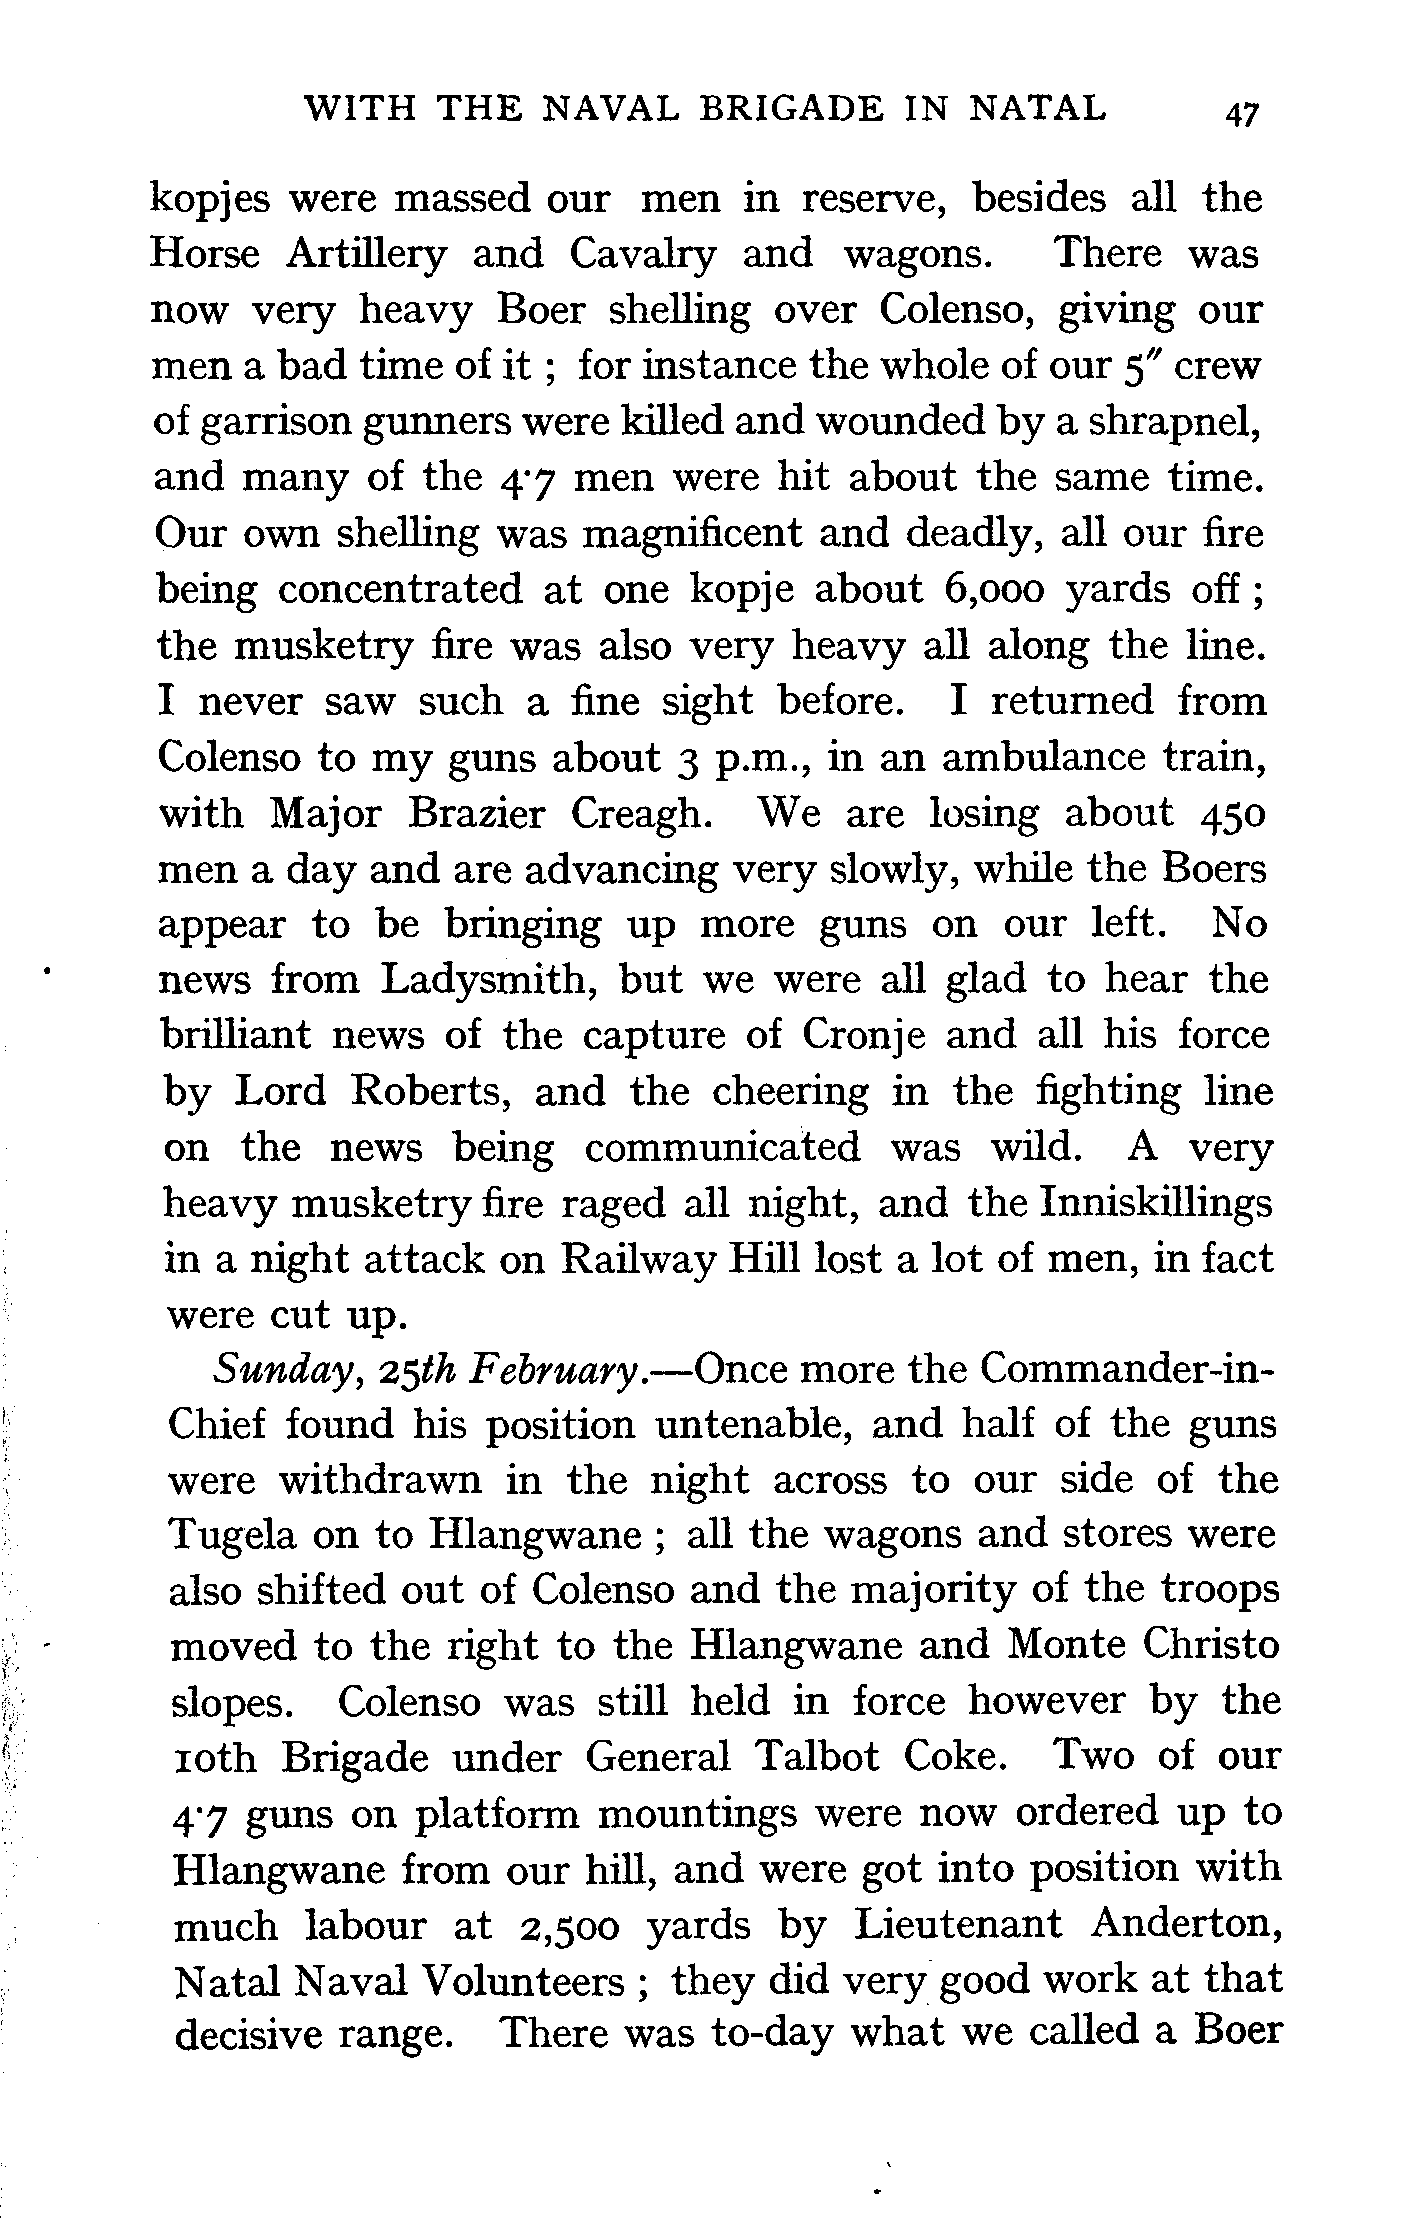 WITH THE NAVAL BRIGADE IN NATAL 47
kopjes were massed our men in reserve, besides all the
Horse Artillery and Cavalry and wagons. There was
now very heavy Boer shelling over Colenso, giving our
men a bad time of it ; for instance the whole of our 5″ crew
of garrison gunners were killed and wounded by a shrapnel,
and many of the 4·7 men were hit about the same time.
Our own shelling was magnificent and deadly, all our fire
being concentrated at one kopje about 6,000 yards off ;
the musketry fire was also very heavy all along the line.
I never saw such a fine sight before. I returned from
Colenso to my guns about 3 p.m., in an ambulance train,
with Major Brazier Creagh. We are losing about 450
men a day and are advancing very slowly, while the Boers
appear to be bringing up more guns on our left. No
news from Ladysmith, but we were all glad to hear the
brilliant news of the capture of Cronje and all his force
by Lord Roberts, and the cheering in the fighting line
on the news being communicated was wild. A very
heavy musketry fire raged all night, and the Inniskillings
in a night attack on Railway Hill lost a lot of men, in fact
were cut up.
Sunday, 25th February.—Once more the Commander-in-
Chief found his position untenable, and half of the guns
were withdrawn in the night across to our side of the
Tugela on to Hlangwane ; all the wagons and stores were
also shifted out of Colenso and the majority of the troops
moved to the right to the Hlangwane and Monte Christo
slopes. Colenso was still held in force however by the
10th Brigade under General Talbot Coke. Two of our
4·7 guns on platform mountings were now ordered up to
Hlangwane from our hill, and were got into position with
much labour at 2,500 yards by Lieutenant Anderton,
Natal Naval Volunteers ; they did very good work at that
decisive range. There was to-day what we called a Boer